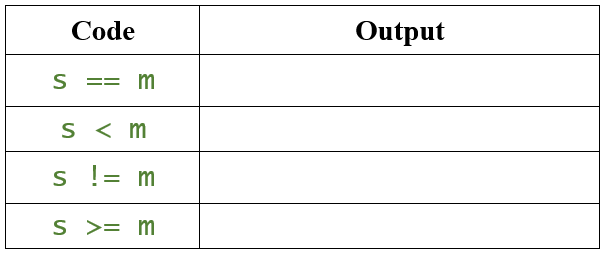 Code Output
s == m
s < m
s != m
s >= m